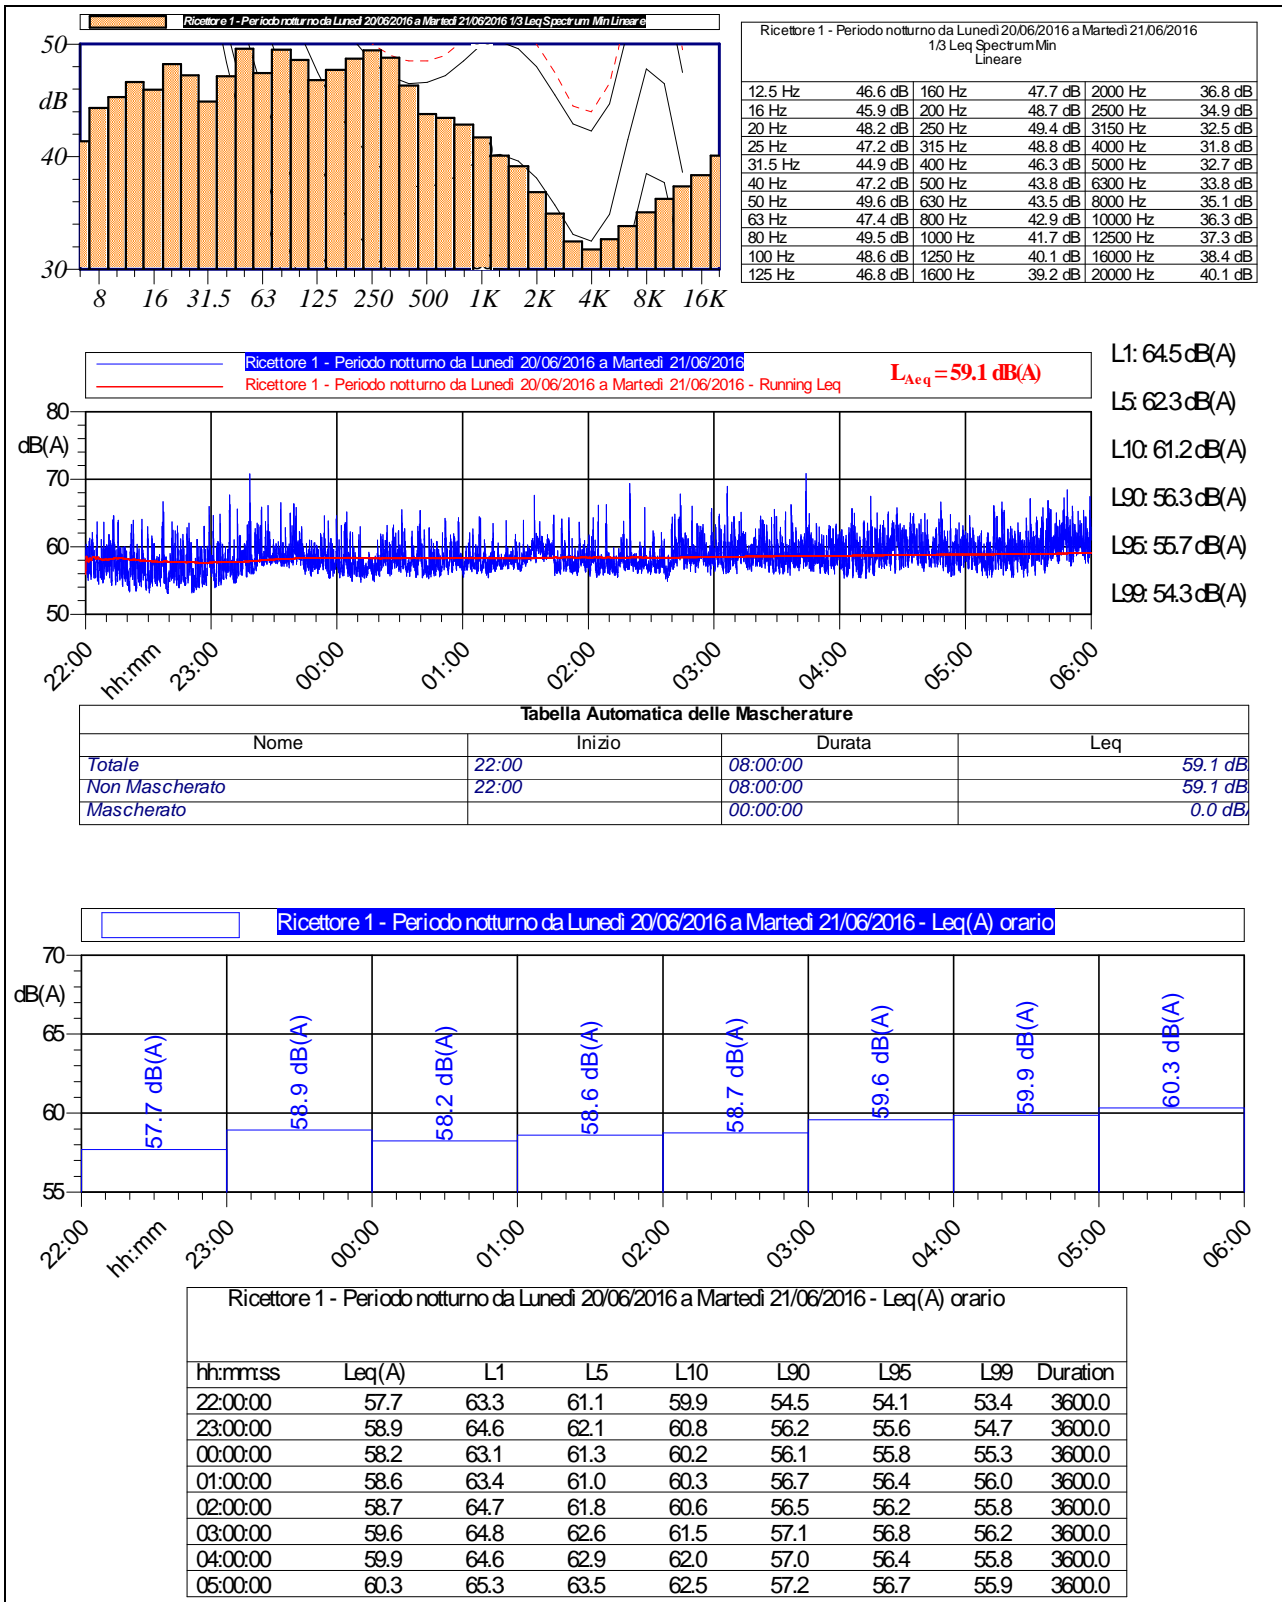 Ricettore 1 - Periodo notturno da Lunedì 20/06/2016 a Martedì 21/06/2016 1/3 Leq Spectrum Min Lineare
50
dB
40
30
8 16 31.5 63 125 250 500 1K 2K 4K 8K 16K
Ricettore 1 - Periodo notturno da Lunedì 20/06/2016 a Martedì 21/06/2016
1/3 Leq Spectrum Min
Lineare
12.5 Hz 46.6 dB 160 Hz 47.7 dB 2000 Hz 36.8 dB
16 Hz 45.9 dB 200 Hz 48.7 dB 2500 Hz 34.9 dB
20 Hz 48.2 dB 250 Hz 49.4 dB 3150 Hz 32.5 dB
25 Hz 47.2 dB 315 Hz 48.8 dB 4000 Hz 31.8 dB
31.5 Hz 44.9 dB 400 Hz 46.3 dB 5000 Hz 32.7 dB
40 Hz 47.2 dB 500 Hz 43.8 dB 6300 Hz 33.8 dB
50 Hz 49.6 dB 630 Hz 43.5 dB 8000 Hz 35.1 dB
63 Hz 47.4 dB 800 Hz 42.9 dB 10000 Hz 36.3 dB
80 Hz 49.5 dB 1000 Hz 41.7 dB 12500 Hz 37.3 dB
100 Hz 48.6 dB 1250 Hz 40.1 dB 16000 Hz 38.4 dB
125 Hz 46.8 dB 1600 Hz 39.2 dB 20000 Hz 40.1 dB
Ricettore 1 - Periodo notturno da Lunedì 20/06/2016 a Martedì 21/06/2016
Ricettore 1 - Periodo notturno da Lunedì 20/06/2016 a Martedì 21/06/2016 - Running Leq
LAeq = 59.1 dB(A)
80
dB(A)
70
60
50
22:00 hh:mm 23:00 00:00 01:00 02:00 03:00 04:00 05:00 06:00
L1: 64.5 dB(A)
L5: 62.3 dB(A)
L10: 61.2 dB(A)
L90: 56.3 dB(A)
L95: 55.7 dB(A)
L99: 54.3 dB(A)
Tabella Automatica delle Mascherature
Nome Inizio Durata Leq
Totale 22:00 08:00:00 59.1 dB
Non Mascherato 22:00 08:00:00 59.1 dB
Mascherato 00:00:00 0.0 dB
Ricettore 1 - Periodo notturno da Lunedì 20/06/2016 a Martedì 21/06/2016 - Leq(A) orario
70
dB(A)
65
60
55
57.7 dB(A) 58.9 dB(A) 58.2 dB(A) 58.6 dB(A) 58.7 dB(A) 59.6 dB(A) 59.9 dB(A) 60.3 dB(A)
22:00 hh:mm 23:00 00:00 01:00 02:00 03:00 04:00 05:00 06:00
Ricettore 1 - Periodo notturno da Lunedì 20/06/2016 a Martedì 21/06/2016 - Leq(A) orario
hh:mm:ss Leq(A) L1 L5 L10 L90 L95 L99 Duration
22:00:00 57.7 63.3 61.1 59.9 54.5 54.1 53.4 3600.0
23:00:00 58.9 64.6 62.1 60.8 56.2 55.6 54.7 3600.0
00:00:00 58.2 63.1 61.3 60.2 56.1 55.8 55.3 3600.0
01:00:00 58.6 63.4 61.0 60.3 56.7 56.4 56.0 3600.0
02:00:00 58.7 64.7 61.8 60.6 56.5 56.2 55.8 3600.0
03:00:00 59.6 64.8 62.6 61.5 57.1 56.8 56.2 3600.0
04:00:00 59.9 64.6 62.9 62.0 57.0 56.4 55.8 3600.0
05:00:00 60.3 65.3 63.5 62.5 57.2 56.7 55.9 3600.0